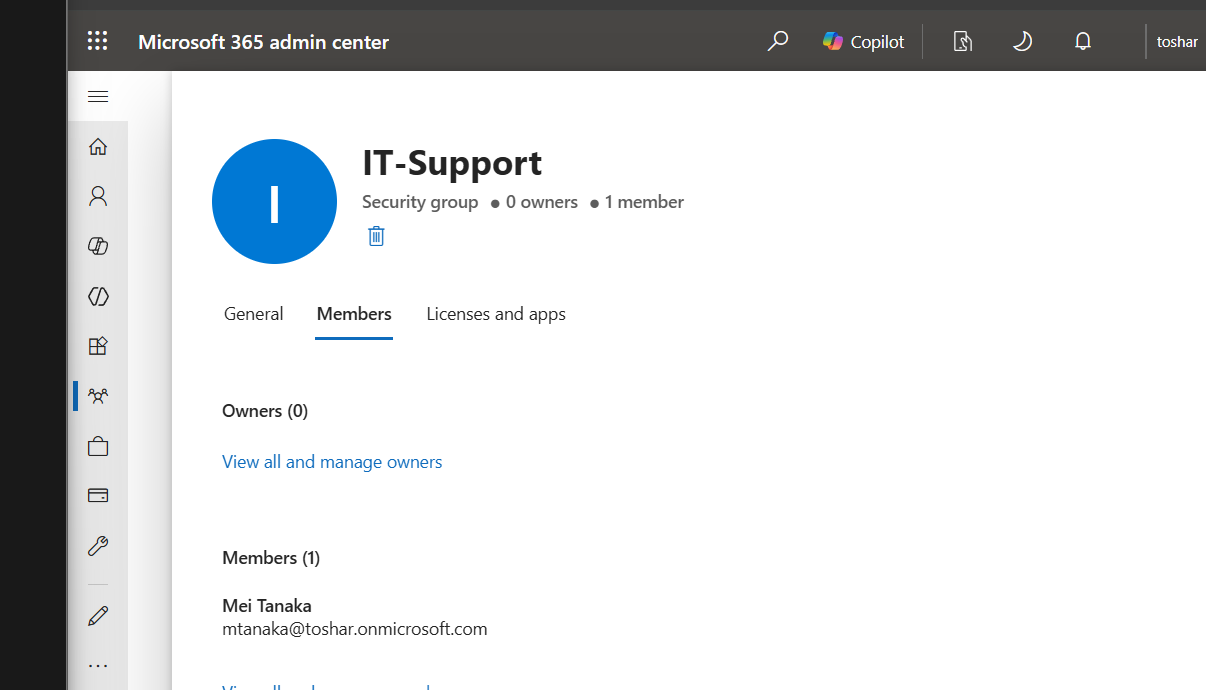 Microsoft 365 admin center
Copilot
toshar
I
IT-Support
Security group ● 0 owners ● 1 member
General Members Licenses and apps
Owners (0)
View all and manage owners
Members (1)
Mei Tanaka
mtanaka@toshar.onmicrosoft.com